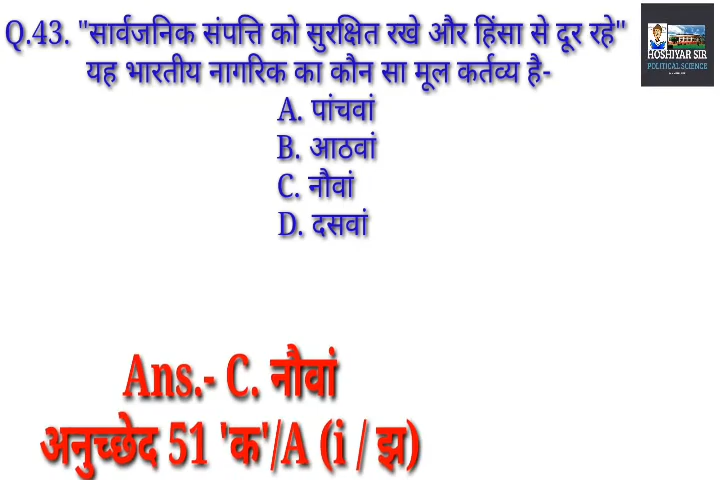 Q.43. "सार्वजनिक संपत्ति को सुरक्षित रखे और हिंसा से दूर रहे"
यह भारतीय नागरिक का कौन सा मूल कर्तव्य है-
A. पांचवां
B. आठवां
C. नौवां
D. दसवां
Ans.- C. नौवां
अनुच्छेद 51 'क'/A (i / झ)
HOSHIYAR SIR
POLITICAL SCIENCE